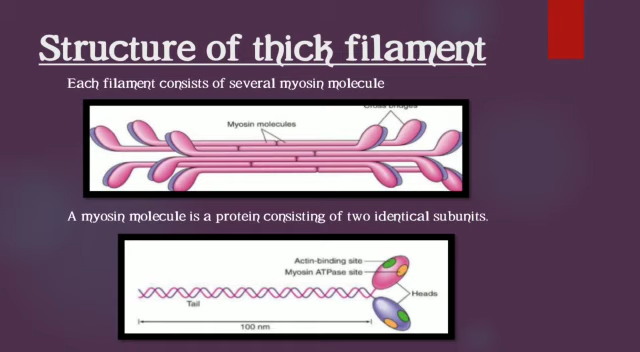 Structure of thick filament
Each filament consists of several myosin molecule
Cross bridges
Myosin molecules
A myosin molecule is a protein consisting of two identical subunits.
Actin-binding site
Myosin ATPase site
Heads
Tail
100 nm